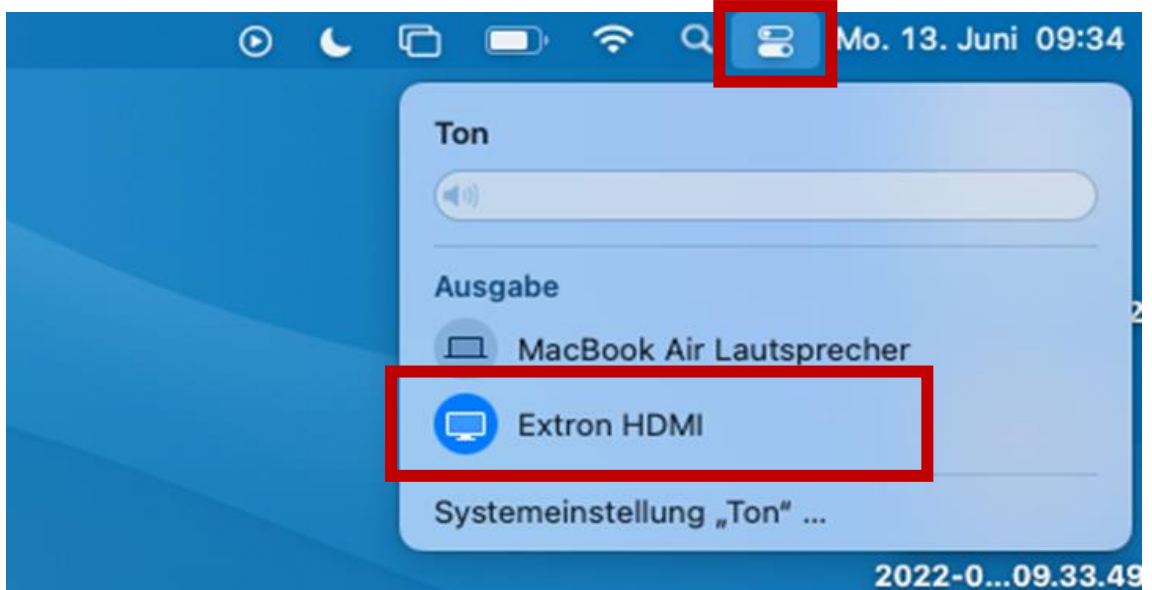 Mo. 13. Juni 09:34
Ton
Ausgabe
MacBook Air Lautsprecher
Extron HDMI
Systemeinstellung „Ton“ ...
2
2022-0...09.33.49